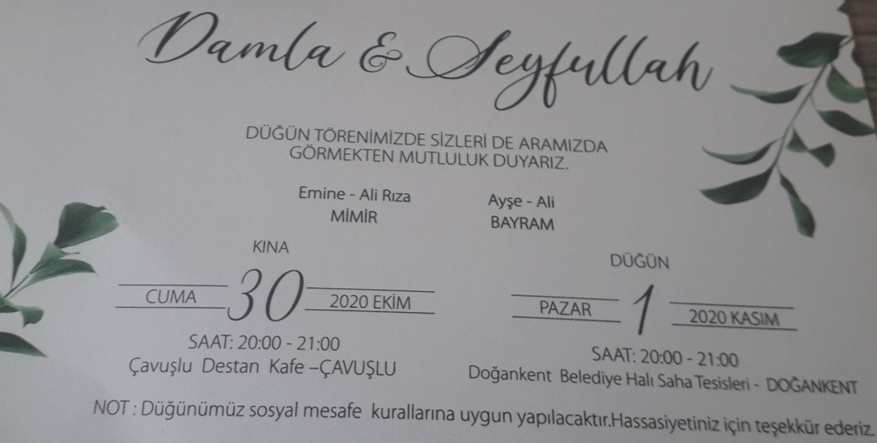 Damla & Seyfullah
DÜĞÜN TÖRENİMİZDE SİZLERİ DE ARAMIZDA
GÖRMEKTEN MUTLULUK DUYARIZ.
Emine - Ali Rıza
MİMİR
Ayşe - Ali
BAYRAM
KINA
CUMA 30 2020 EKİM
SAAT: 20:00 - 21:00
Çavuşlu Destan Kafe –ÇAVUŞLU
DÜĞÜN
PAZAR 1 2020 KASIM
SAAT: 20:00 - 21:00
Doğankent Belediye Halı Saha Tesisleri - DOĞANKENT
NOT : Düğünümüz sosyal mesafe kurallarına uygun yapılacaktır.Hassasiyetiniz için teşekkür ederiz.